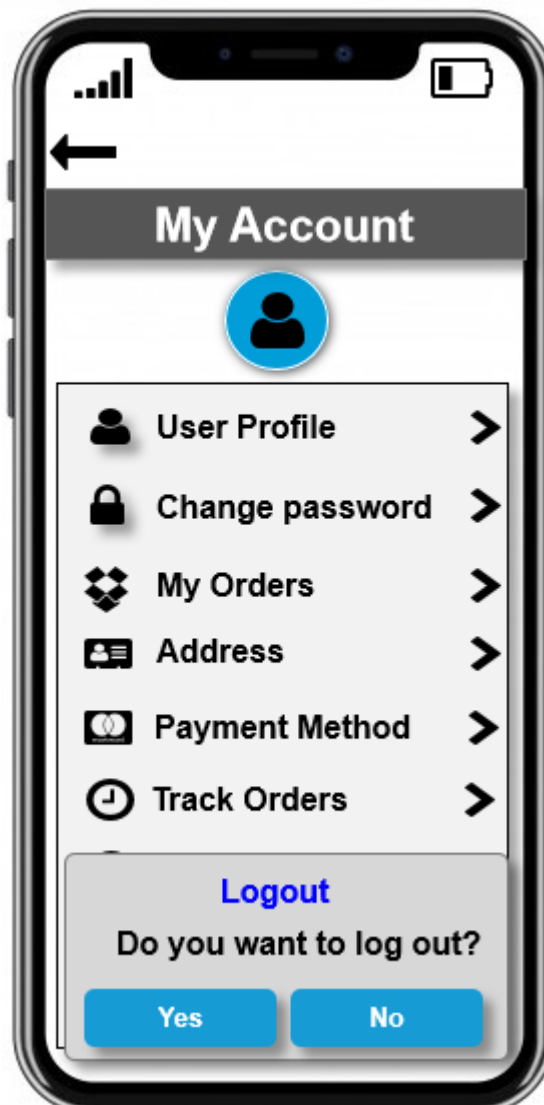 My Account
User Profile
Change password
My Orders
Address
Payment Method
Track Orders
Logout
Do you want to log out?
Yes
No